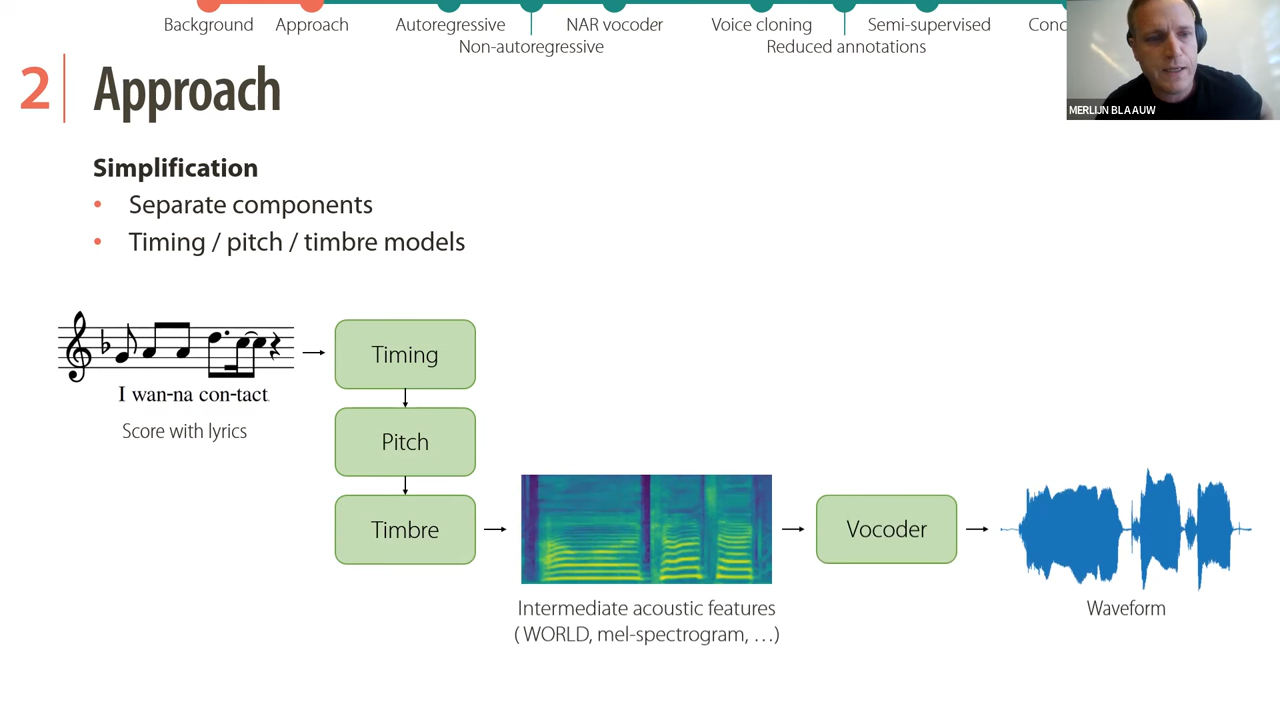 Background
Approach
Autoregressive
Non-autoregressive
NAR vocoder
Voice cloning
Reduced annotations
Semi-supervised
Conc
MERLIJN BLAAUW
2
Approach
Simplification
• Separate components
• Timing / pitch / timbre models
I wan-na con-tact
Score with lyrics
Timing
Pitch
Timbre
Intermediate acoustic features
( WORLD, mel-spectrogram, …)
Vocoder
Waveform